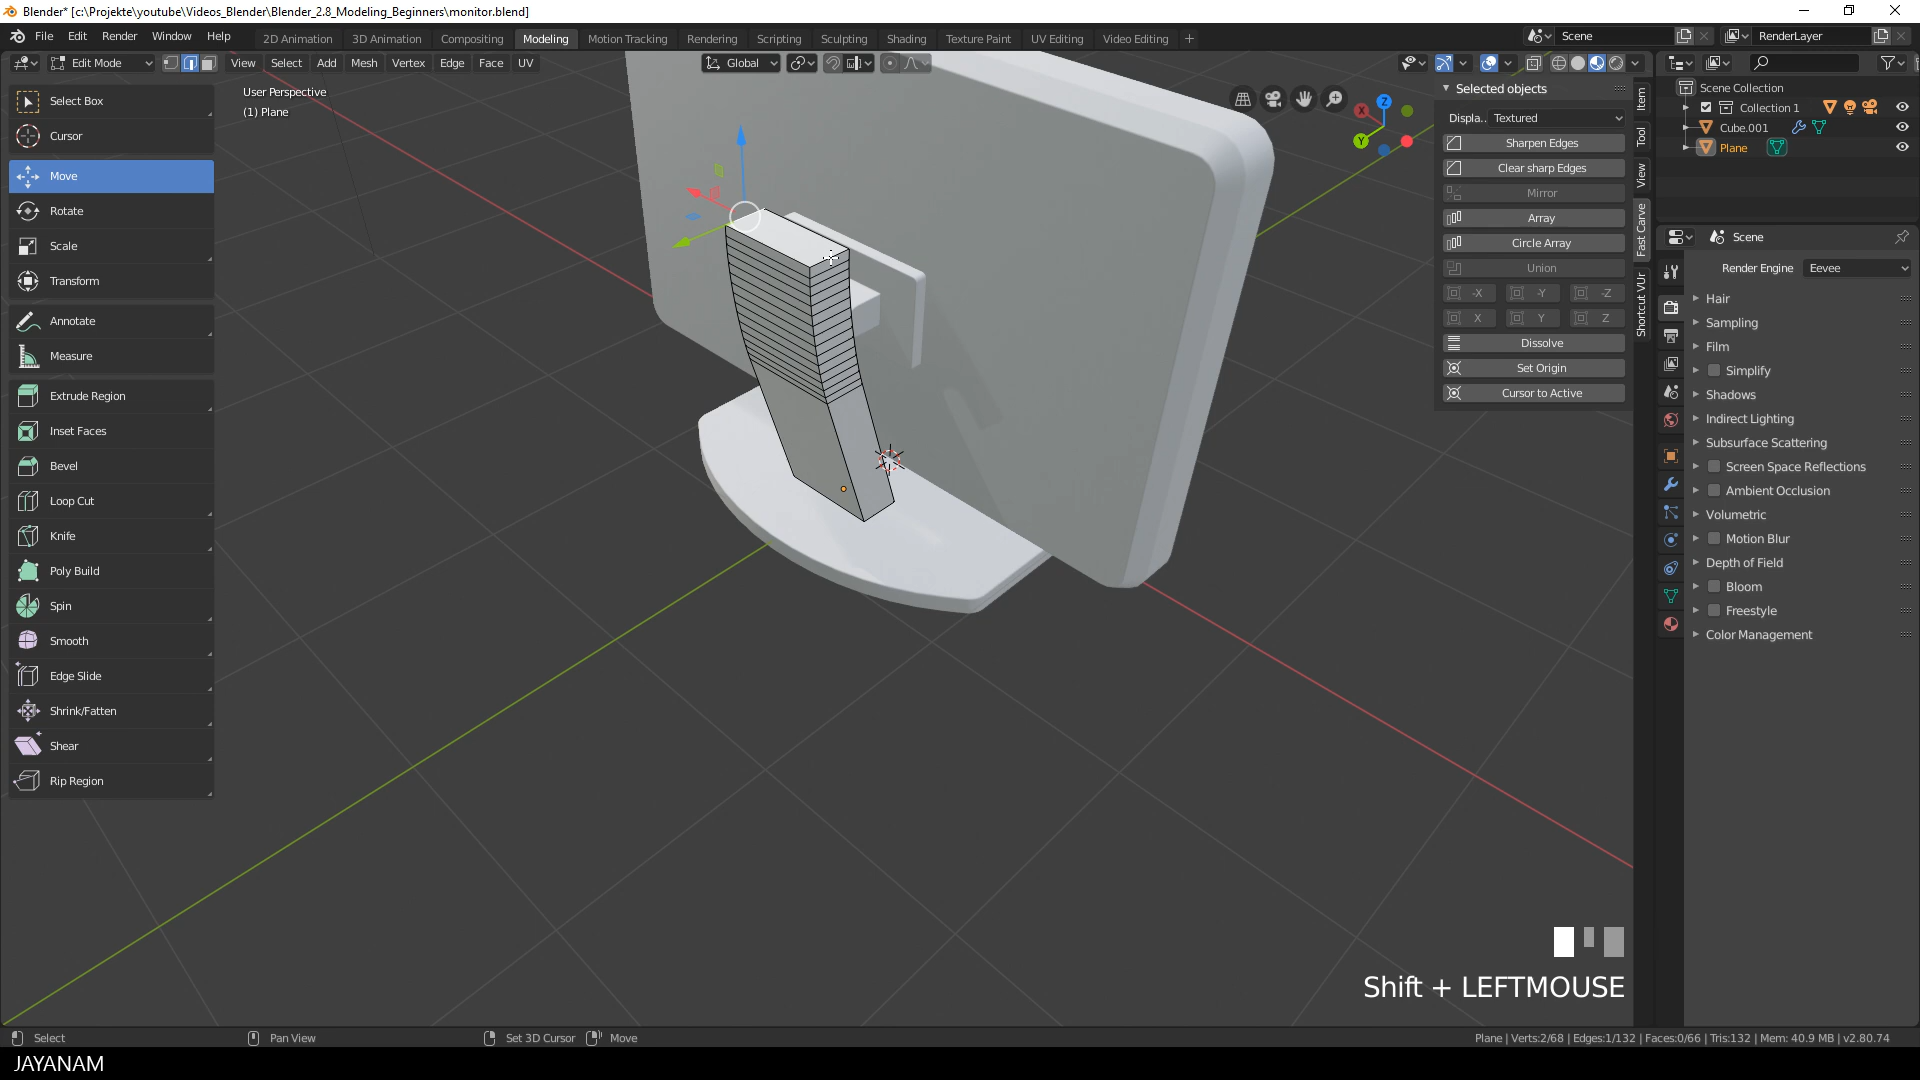 Blender* [c:\Projekte\youtube\Videos_Blender\Blender_2.8_Modeling_Beginners\monitor.blend]
File Edit Render Window Help 2D Animation 3D Animation Compositing Modeling Motion Tracking Rendering Scripting Sculpting Shading Texture Paint UV Editing Video Editing + Scene RenderLayer
Edit Mode View Select Add Mesh Vertex Edge Face UV Global
User Perspective
(1) Plane
Select Box
Cursor
Move
Rotate
Scale
Transform
Annotate
Measure
Extrude Region
Inset Faces
Bevel
Loop Cut
Knife
Poly Build
Spin
Smooth
Edge Slide
Shrink/Fatten
Shear
Rip Region
Z
X
Y
Selected objects
Displa.. Textured
Sharpen Edges
Clear sharp Edges
Mirror
Array
Circle Array
Union
-X -Y -Z
X Y Z
Dissolve
Set Origin
Cursor to Active
Item
Tool
View
Fast Carve
Shortcut VUr
Scene Collection
Collection 1
Cube.001
Plane
Scene
Render Engine Eevee
Hair
Sampling
Film
Simplify
Shadows
Indirect Lighting
Subsurface Scattering
Screen Space Reflections
Ambient Occlusion
Volumetric
Motion Blur
Depth of Field
Bloom
Freestyle
Color Management
Shift + LEFTMOUSE
Select Pan View Set 3D Cursor Move Plane | Verts:2/68 | Edges:1/132 | Faces:0/66 | Tris:132 | Mem: 40.9 MB | v2.80.74
JAYANAM